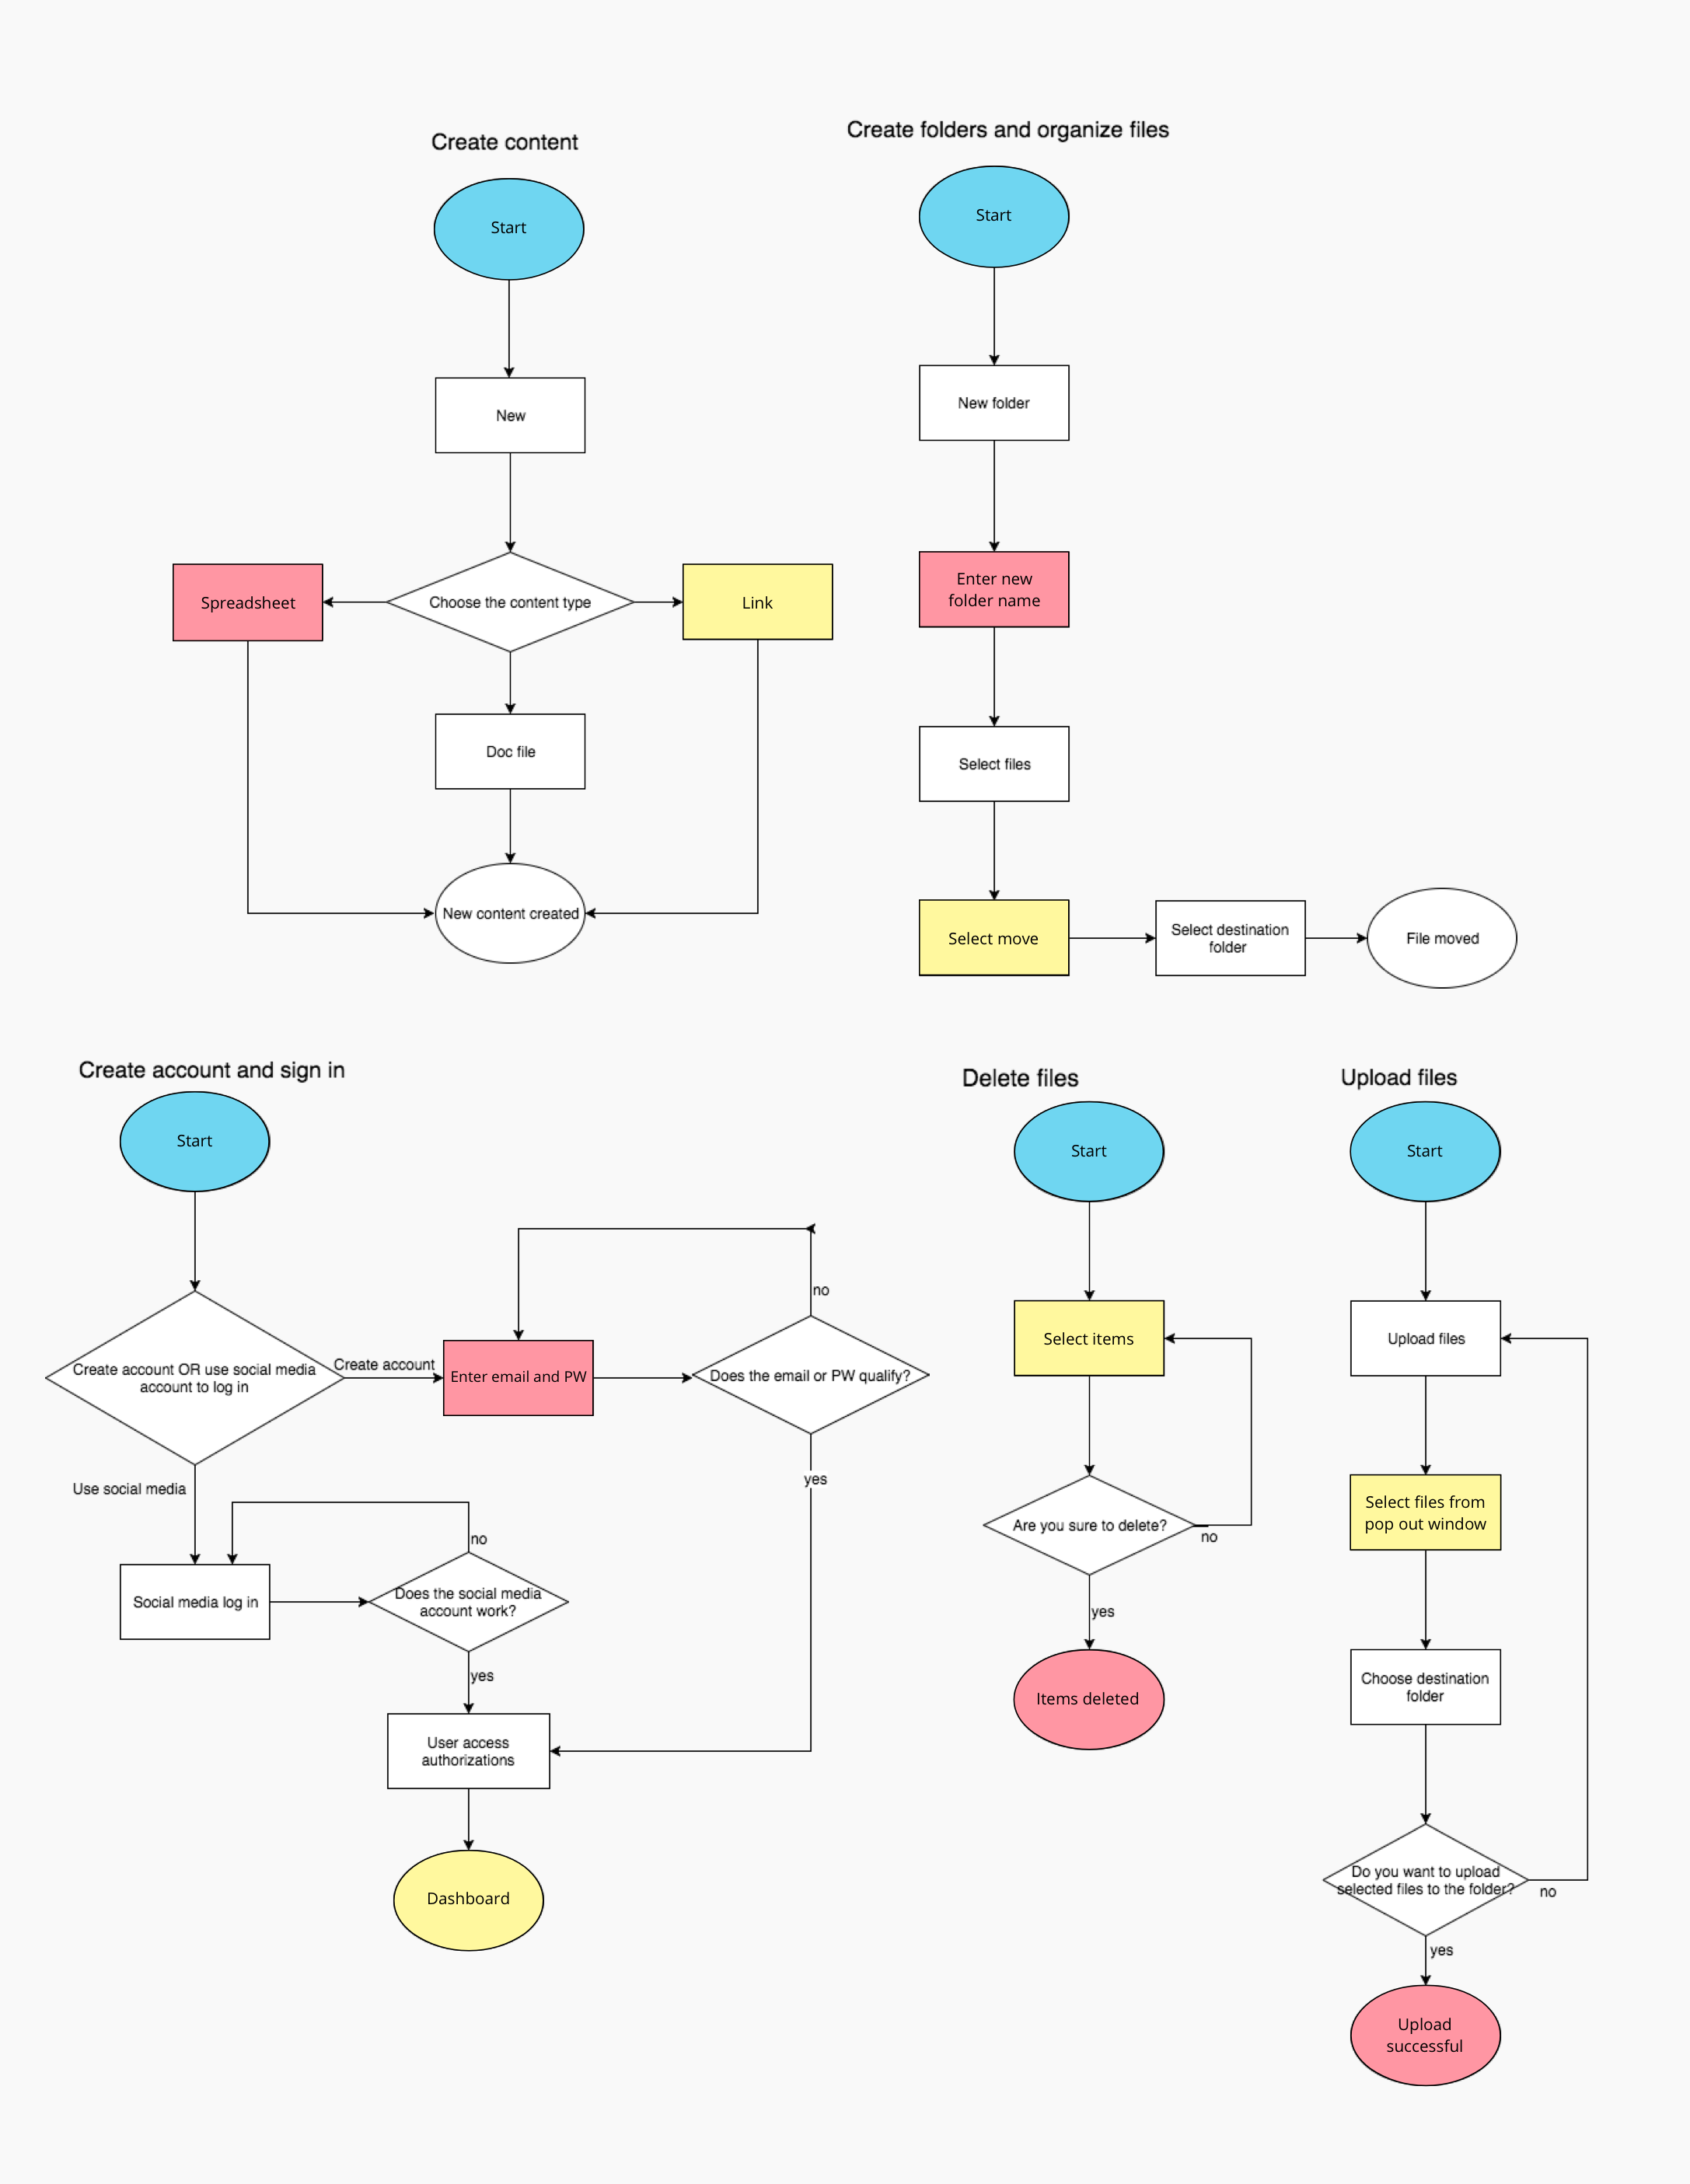 Create content
Start
New
Choose the content type
Spreadsheet
Link
Doc file
New content created
Create folders and organize files
Start
New folder
Enter new
folder name
Select files
Select move
Select destination
folder
File moved
Create account and sign in
Start
Create account OR use social media
account to log in
Create account
Enter email and PW
Does the email or PW qualify?
no
yes
Use social media
Social media log in
Does the social media
account work?
no
yes
User access
authorizations
Dashboard
Delete files
Start
Select items
Are you sure to delete?
no
yes
Items deleted
Upload files
Start
Upload files
Select files from
pop out window
Choose destination
folder
Do you want to upload
selected files to the folder?
no
yes
Upload
successful